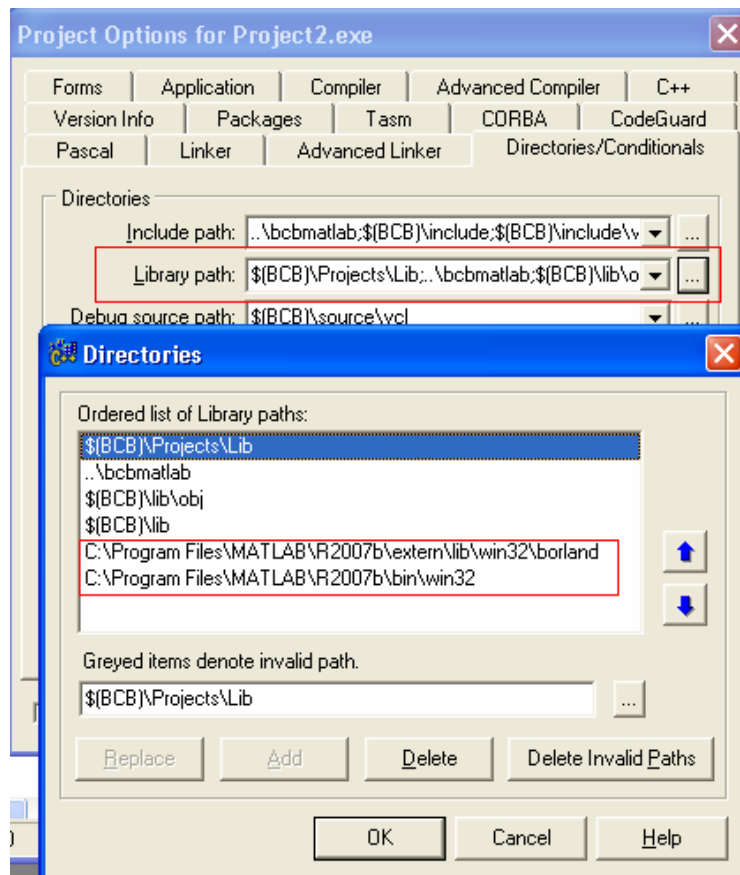 Project Options for Project2.exe
Forms Application Compiler Advanced Compiler C++
Version Info Packages Tasm CORBA CodeGuard
Pascal Linker Advanced Linker Directories/Conditionals
Directories
Include path: ..\bcbmatlab;$(BCB)\include;$(BCB)\include\v ...
Library path: $(BCB)\Projects\Lib;..\bcbmatlab;$(BCB)\lib\o ...
Debug source path: $(BCB)\source\vcl ...
Directories
Ordered list of Library paths:
$(BCB)\Projects\Lib
..\bcbmatlab
$(BCB)\lib\obj
$(BCB)\lib
C:\Program Files\MATLAB\R2007b\extern\lib\win32\borland
C:\Program Files\MATLAB\R2007b\bin\win32
Greyed items denote invalid path.
$(BCB)\Projects\Lib ...
Replace Add Delete Delete Invalid Paths
OK Cancel Help